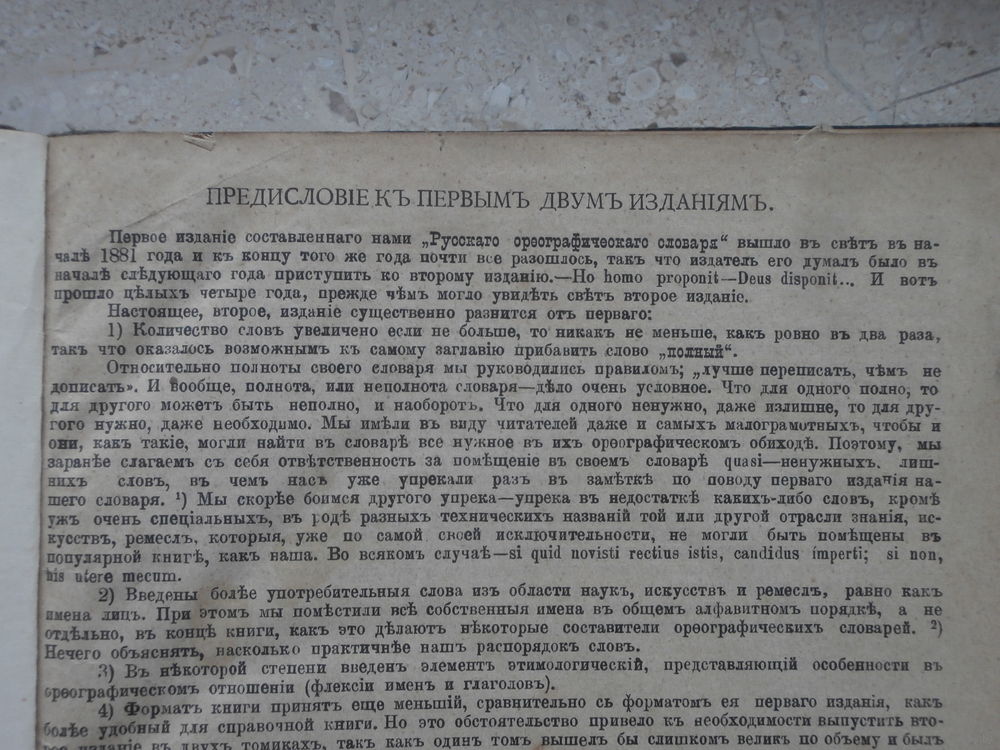 ПРЕДИСЛОВІЕ КЪ ПЕРВЫМЪ ДВУМЪ ИЗДАНІЯМЪ.
Первое изданіе составленнаго нами „Русскаго орѳографическаго словаря“ вышло въ свѣтъ въ на-
чалѣ 1881 года и къ концу того же года почти все разошлось, такъ что издатель его думалъ было въ
началѣ слѣдующаго года приступить ко второму изданію.—Но homo proponit—Deus disponit... И вотъ
прошло цѣлыхъ четыре года, прежде чѣмъ могло увидѣть свѣтъ второе изданіе.
Настоящее, второе, изданіе существенно разнится отъ перваго:
1) Количество словъ увеличено если не больше, то никакъ не меньше, какъ ровно въ два раза,
такъ что оказалось возможнымъ къ самому заглавію прибавить слово „полный“.
Относительно полноты своего словаря мы руководились правиломъ; „лучше переписать, чѣмъ не
дописать». И вообще, полнота, или неполнота словаря—дѣло очень условное. Что для одного полно, то
для другого можетъ быть неполно, и наоборотъ. Что для одного ненужно, даже излишне, то для дру-
гого нужно, даже необходимо. Мы имѣли въ виду читателей даже и самыхъ малограмотныхъ, чтобы и
они, какъ такіе, могли найти въ словарѣ все нужное въ ихъ орѳографическомъ обиходѣ. Поэтому, мы
заранѣе слагаемъ съ себя отвѣтственность за помѣщеніе въ своемъ словарѣ quasi—ненужныхъ. лиш-
нихъ словъ, въ чемъ насъ уже упрекали разъ въ замѣткѣ по поводу перваго изданія на-
шего словаря. ¹) Мы скорѣе боимся другого упрека—упрека въ недостаткѣ какихъ-либо словъ, кромѣ
ужъ очень спеціальныхъ, въ родѣ разныхъ техническихъ названій той или другой отрасли знанія, ис-
кусствъ, ремеслъ, которыя, уже по самой своей исключительности, не могли быть помѣщены въ
популярной книгѣ, какъ наша. Во всякомъ случаѣ—si quid novisti rectius istis, candidus imperti; si non,
his utere mecum.
2) Введены болѣе употребительныя слова изъ области наукъ, искусствъ и ремеслъ, равно какъ
имена лицъ. При этомъ мы помѣстили всѣ собственныя имена въ общемъ алфавитномъ порядкѣ, а не
отдѣльно, въ концѣ книги, какъ это дѣлаютъ нѣкоторые составители орѳографическихъ словарей. ²)
Нечего объяснять, насколько практичнѣе нашъ распорядокъ словъ.
3) Въ нѣкоторой степени введенъ элементъ этимологическій, представляющій особенности въ
орѳографическомъ отношеніи (флексіи именъ и глаголовъ).
4) Форматъ книги принятъ еще меньшій, сравнительно съ форматомъ ея перваго изданія, какъ
болѣе удобный для справочной книги. Но это обстоятельство привело къ необходимости выпустить вто-
рое изданіе въ двухъ томикахъ, такъ какъ одинъ томъ вышелъ бы слишкомъ великъ по объему и былъ